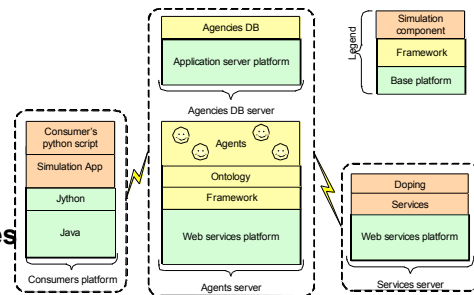 Agencies DB
Application server platform
Agencies DB server
Legend
Simulation
component
Framework
Base platform
Consumer's
python script
Simulation App
Jython
Java
Consumers platform
es
Agents
Ontology
Framework
Web services platform
Agents server
Doping
Services
Web services platform
Services server